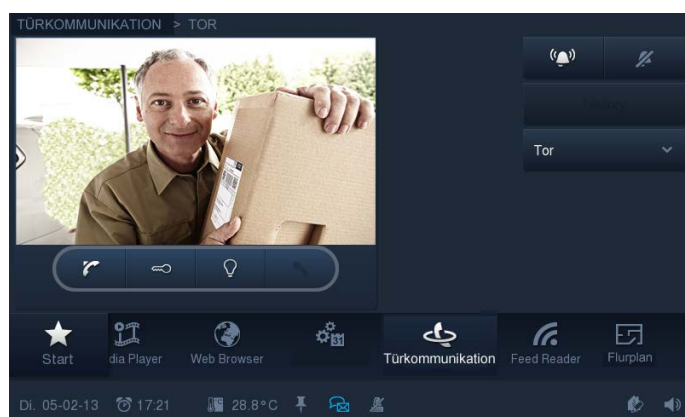 TÜRKOMMUNIKATION > TOR
Tor
31
Start
dia Player
Web Browser
Türkommunikation
Feed Reader
Flurplan
Di. 05-02-13
17:21
28.8°C